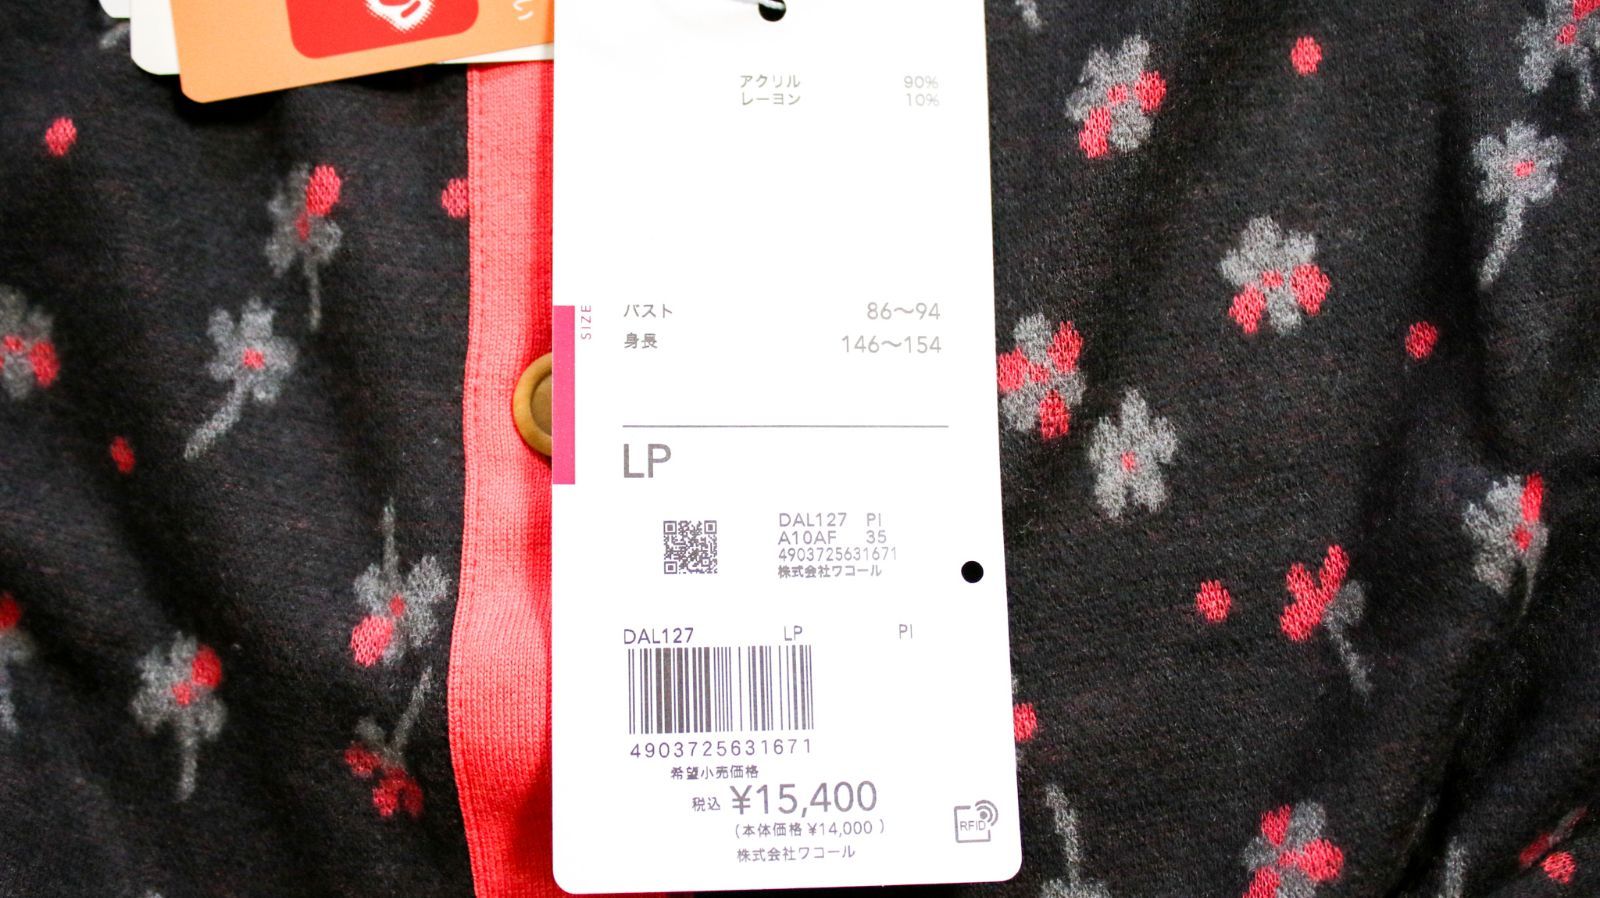 い
アクリル 90%
レーヨン 10%
SIZE
バスト 86〜94
身長 146〜154
LP
DAL127 PI
A10AF 35
4903725631671
株式会社ワコール
DAL127 LP PI
4903725631671
希望小売価格
税込 ¥15,400
(本体価格 ¥14,000 )
株式会社ワコール
RFID